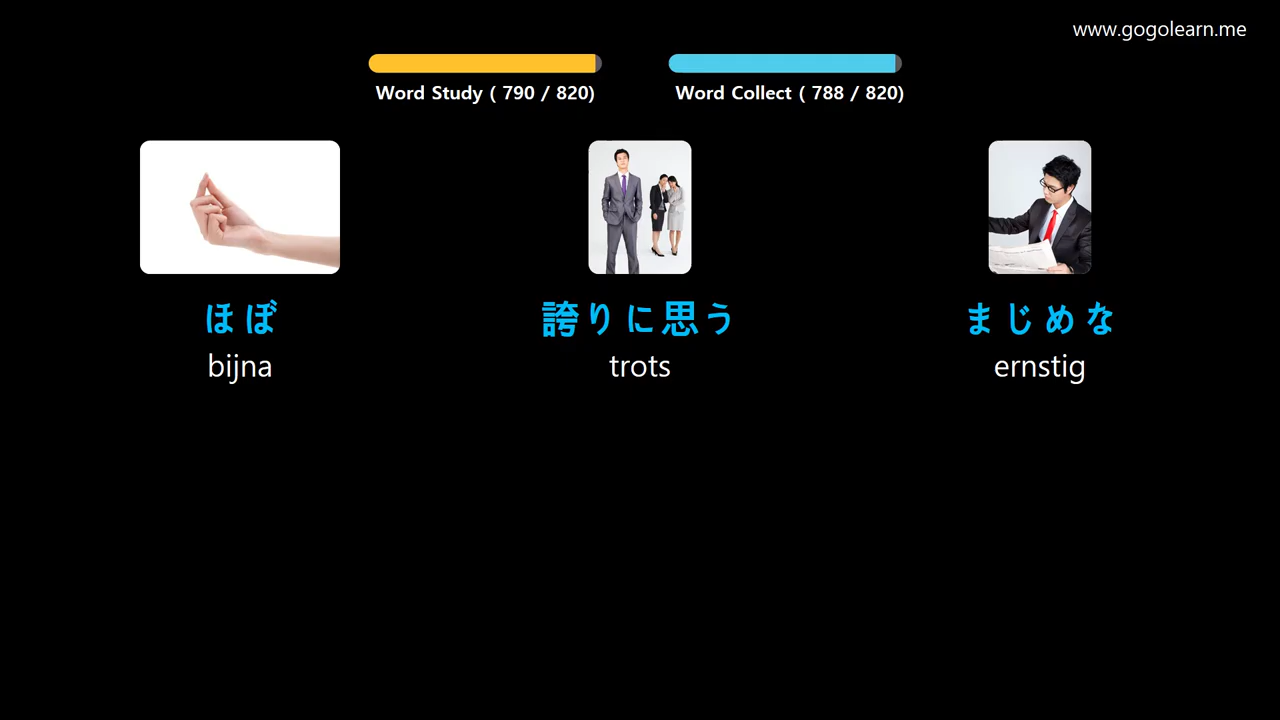 www.gogolearn.me
Word Study ( 790 / 820)
Word Collect ( 788 / 820)
ほぼ
bijna
誇りに思う
trots
まじめな
ernstig